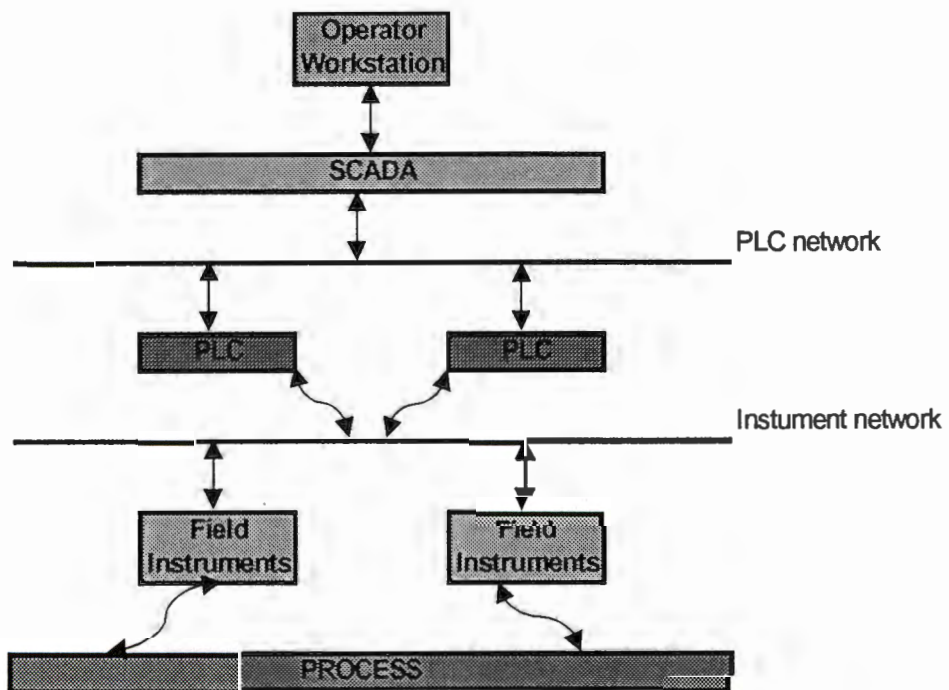 Operator
Workstation
SCADA
PLC network
PLC
PLC
Instument network
Field
Instruments
Field
Instruments
PROCESS